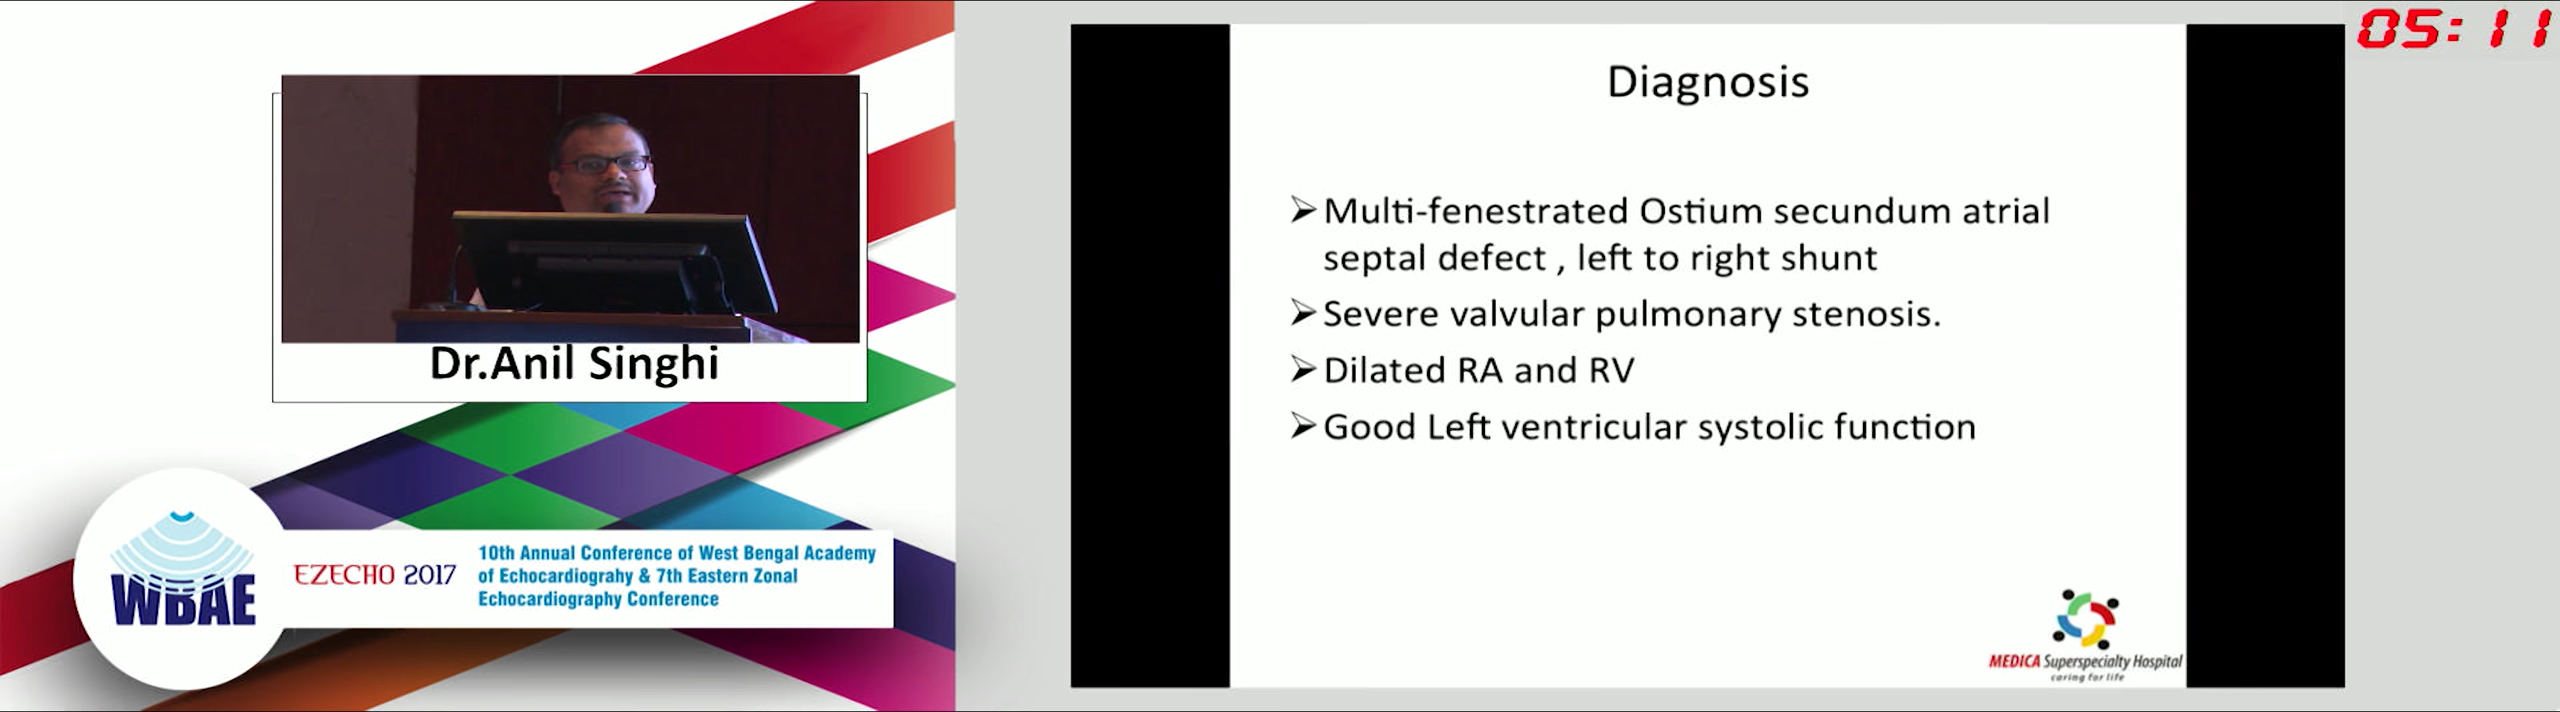 05:11
Dr.Anil Singhi
WBAE
EZECHO 2017
10th Annual Conference of West Bengal Academy
of Echocardiograhy & 7th Eastern Zonal
Echocardiography Conference
Diagnosis
➢Multi-fenestrated Ostium secundum atrial
septal defect , left to right shunt
➢Severe valvular pulmonary stenosis.
➢Dilated RA and RV
➢Good Left ventricular systolic function
MEDICA Superspecialty Hospital
caring for life